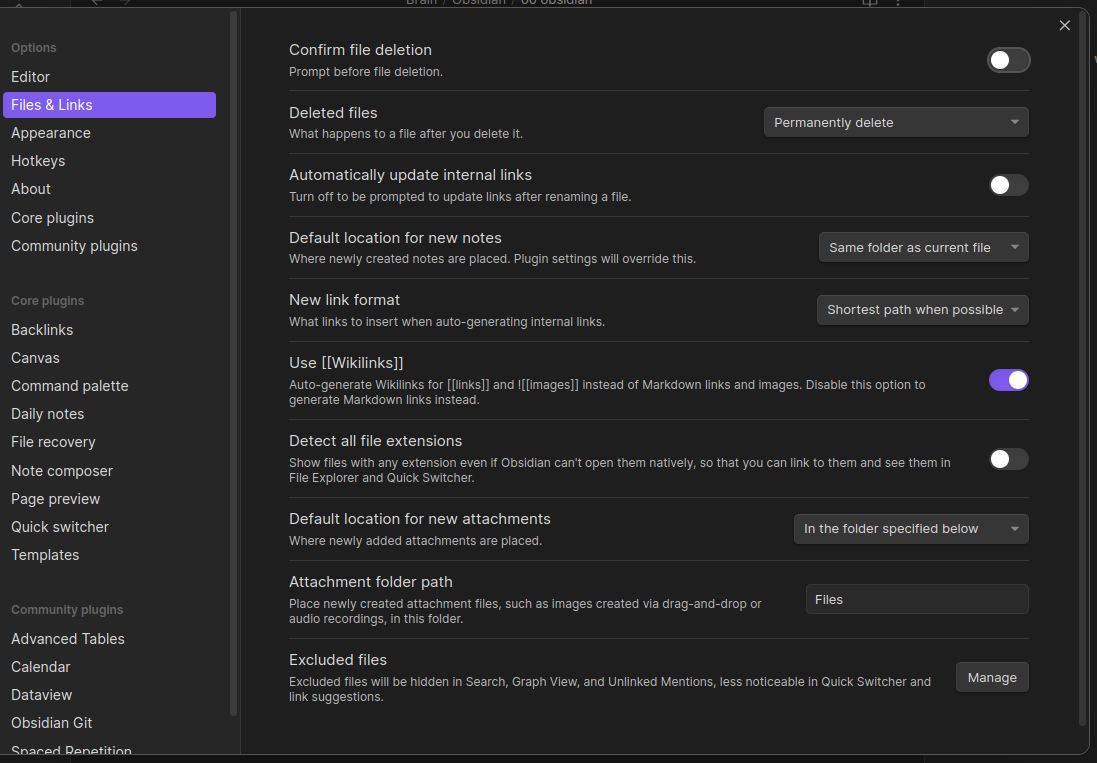 Brain / Obsidian / 00 obsidian
Options
Editor
Files & Links
Appearance
Hotkeys
About
Core plugins
Community plugins
Core plugins
Backlinks
Canvas
Command palette
Daily notes
File recovery
Note composer
Page preview
Quick switcher
Templates
Community plugins
Advanced Tables
Calendar
Dataview
Obsidian Git
Spaced Repetition
Confirm file deletion
Prompt before file deletion.
Deleted files
What happens to a file after you delete it.
Permanently delete
Automatically update internal links
Turn off to be prompted to update links after renaming a file.
Default location for new notes
Where newly created notes are placed. Plugin settings will override this.
Same folder as current file
New link format
What links to insert when auto-generating internal links.
Shortest path when possible
Use [[Wikilinks]]
Auto-generate Wikilinks for [[links]] and ![[images]] instead of Markdown links and images. Disable this option to
generate Markdown links instead.
Detect all file extensions
Show files with any extension even if Obsidian can't open them natively, so that you can link to them and see them in
File Explorer and Quick Switcher.
Default location for new attachments
Where newly added attachments are placed.
In the folder specified below
Attachment folder path
Place newly created attachment files, such as images created via drag-and-drop or
audio recordings, in this folder.
Files
Excluded files
Excluded files will be hidden in Search, Graph View, and Unlinked Mentions, less noticeable in Quick Switcher and
link suggestions.
Manage